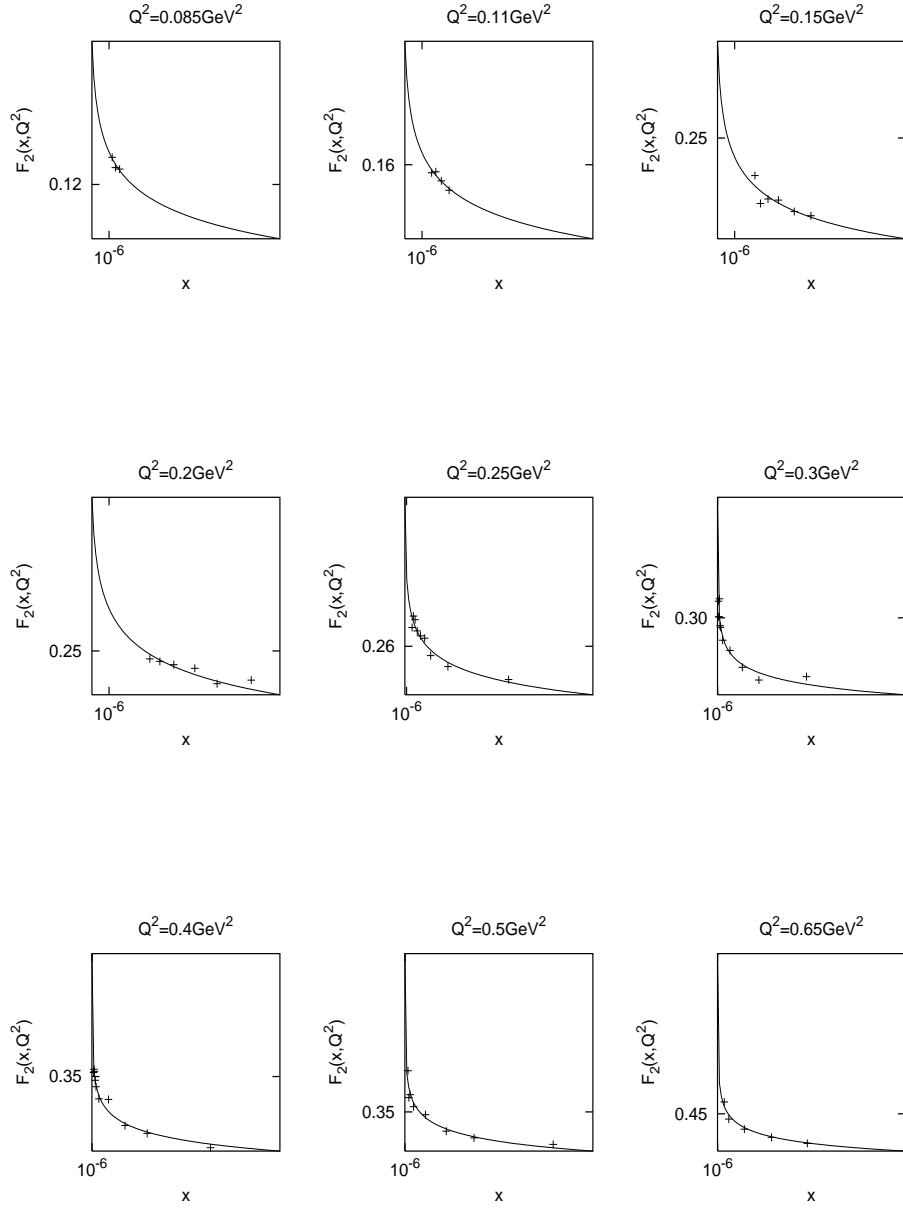 Q²=0.085GeV²
F₂(x,Q²)
0.12
10⁻⁶
x
Q²=0.11GeV²
F₂(x,Q²)
0.16
10⁻⁶
x
Q²=0.15GeV²
F₂(x,Q²)
0.25
10⁻⁶
x
Q²=0.2GeV²
F₂(x,Q²)
0.25
10⁻⁶
x
Q²=0.25GeV²
F₂(x,Q²)
0.26
10⁻⁶
x
Q²=0.3GeV²
F₂(x,Q²)
0.30
10⁻⁶
x
Q²=0.4GeV²
F₂(x,Q²)
0.35
10⁻⁶
x
Q²=0.5GeV²
F₂(x,Q²)
0.35
10⁻⁶
x
Q²=0.65GeV²
F₂(x,Q²)
0.45
10⁻⁶
x